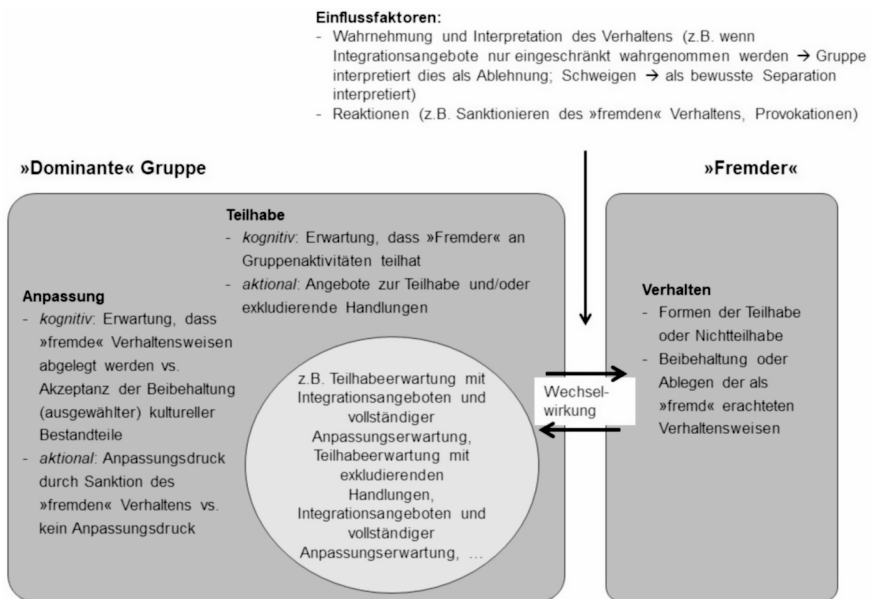 Einflussfaktoren:
- Wahrnehmung und Interpretation des Verhaltens (z.B. wenn
Integrationsangebote nur eingeschränkt wahrgenommen werden → Gruppe
interpretiert dies als Ablehnung; Schweigen → als bewusste Separation
interpretiert)
- Reaktionen (z.B. Sanktionieren des »fremden« Verhaltens, Provokationen)
»Dominante« Gruppe
Teilhabe
- kognitiv: Erwartung, dass »Fremder« an
Gruppenaktivitäten teilhat
- aktional: Angebote zur Teilhabe und/oder
exkludierende Handlungen
Anpassung
- kognitiv: Erwartung, dass
»fremde« Verhaltensweisen
abgelegt werden vs.
Akzeptanz der Beibehaltung
(ausgewählter) kultureller
Bestandteile
- aktional: Anpassungsdruck
durch Sanktion des
»fremden« Verhaltens vs.
kein Anpassungsdruck
z.B. Teilhabeerwartung mit
Integrationsangeboten und
vollständiger
Anpassungserwartung,
Teilhabeerwartung mit
exkludierenden
Handlungen,
Integrationsangeboten und
vollständiger
Anpassungserwartung, …
Wechsel-
wirkung
»Fremder«
Verhalten
- Formen der Teilhabe
oder Nichtteilhabe
- Beibehaltung oder
Ablegen der als
»fremd« erachteten
Verhaltensweisen